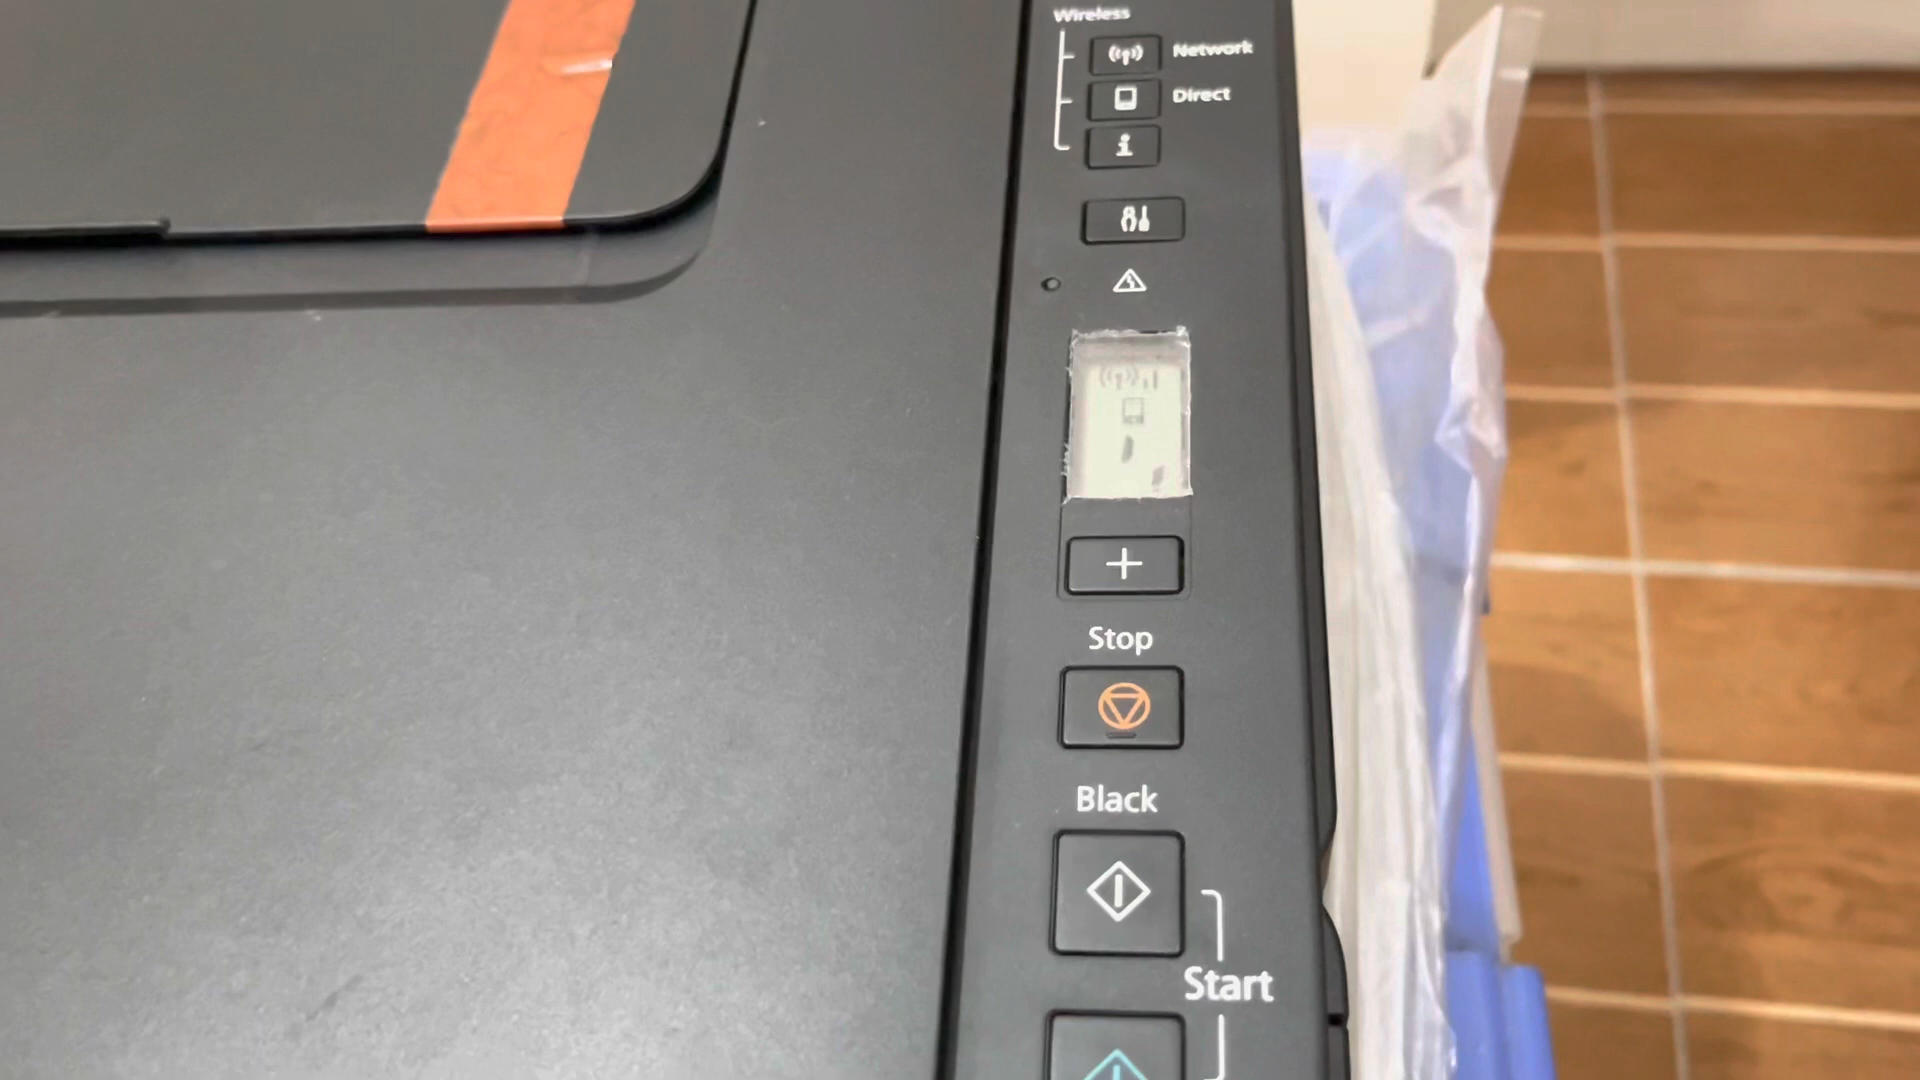 Wireless
Network
Direct
i
+
Stop
Black
Start